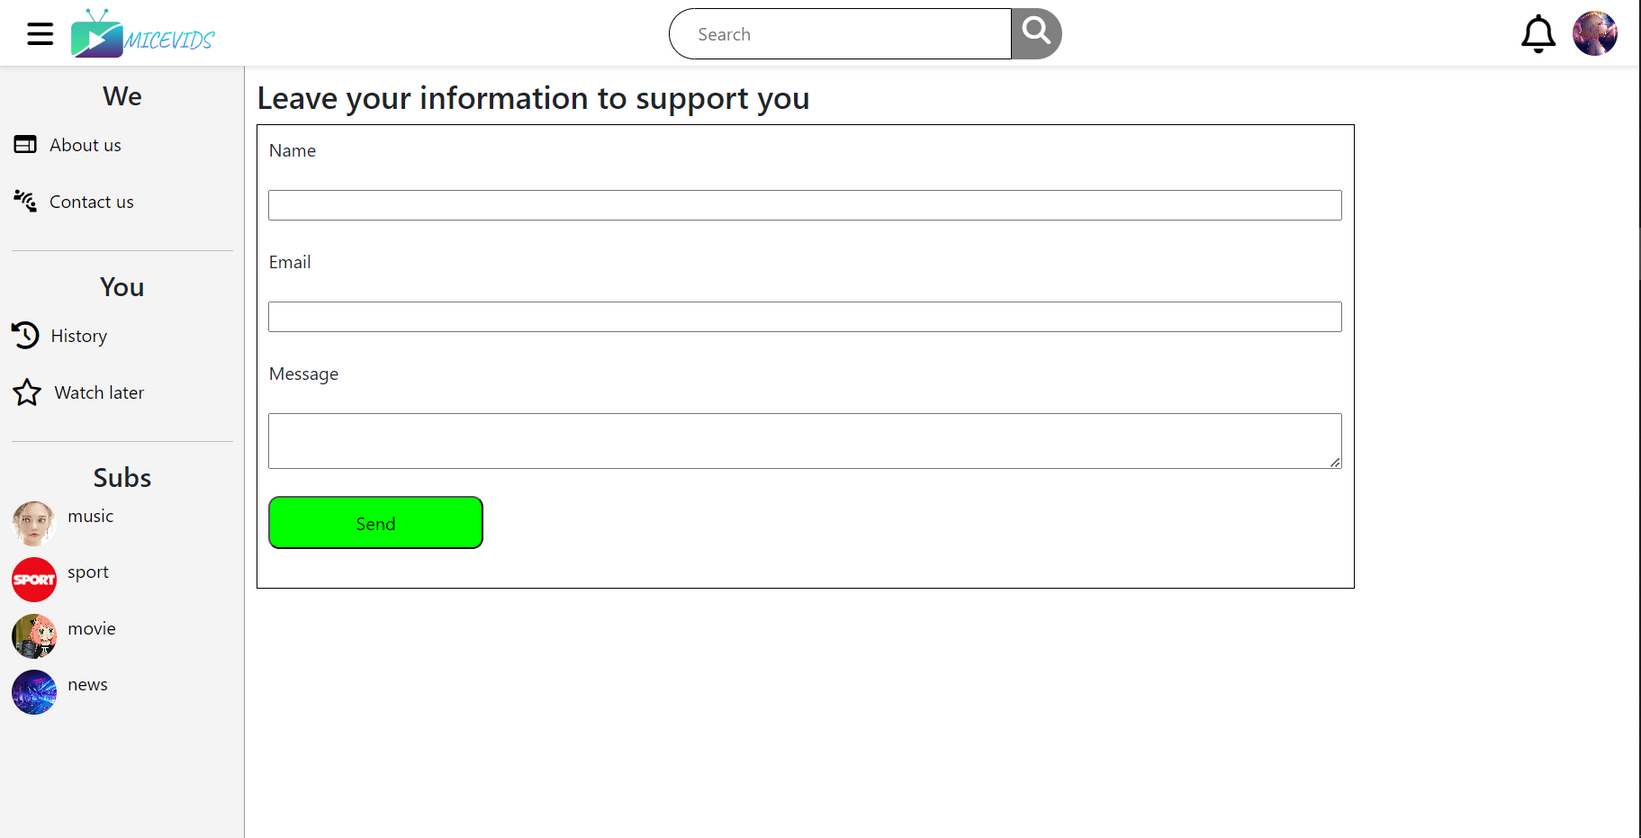 MICEVIDS
Search
We
About us
Contact us
You
History
Watch later
Subs
music
SPORT
sport
movie
news
Leave your information to support you
Name
Email
Message
Send